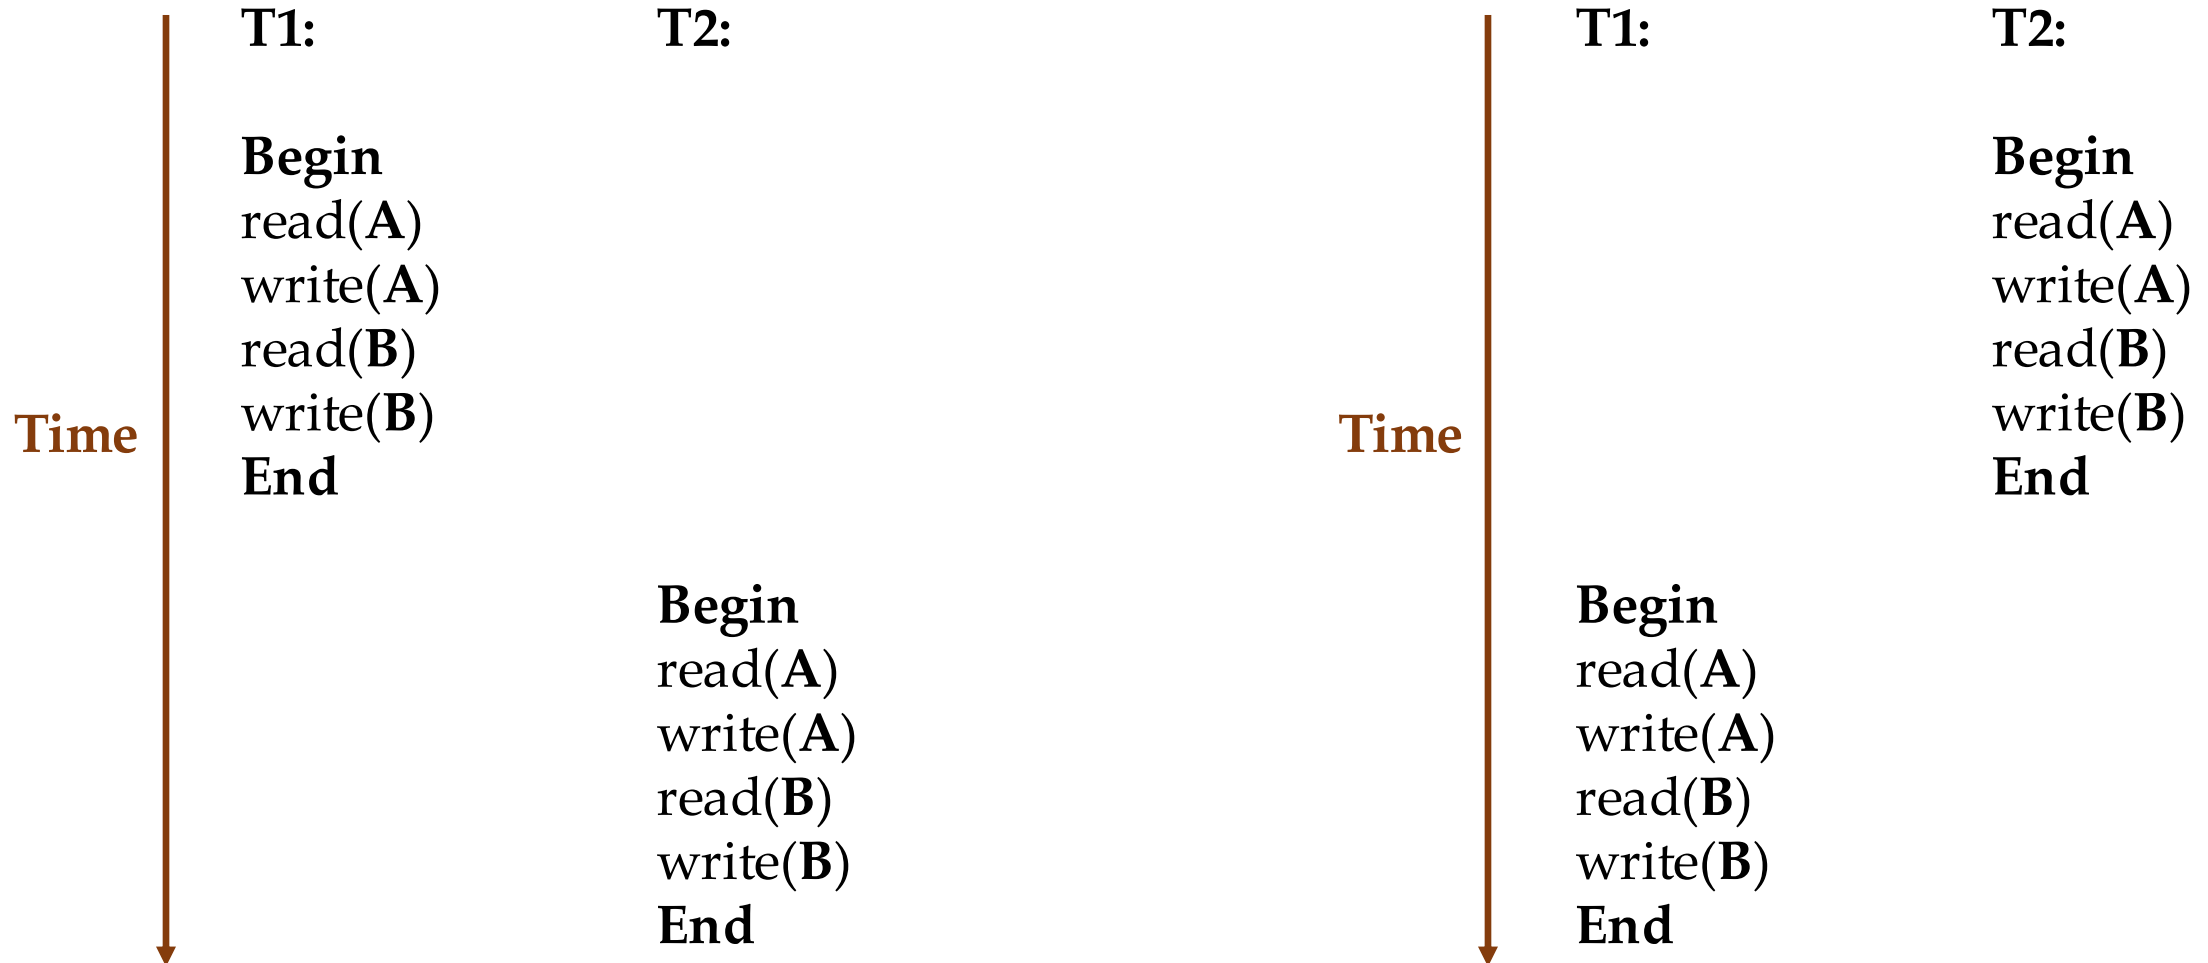 T1:
T2:
Begin
read(A)
write(A)
read(B)
write(B)
End
Time
Begin
read(A)
write(A)
read(B)
write(B)
End
T1:
T2:
Begin
read(A)
write(A)
read(B)
write(B)
End
Time
Begin
read(A)
write(A)
read(B)
write(B)
End